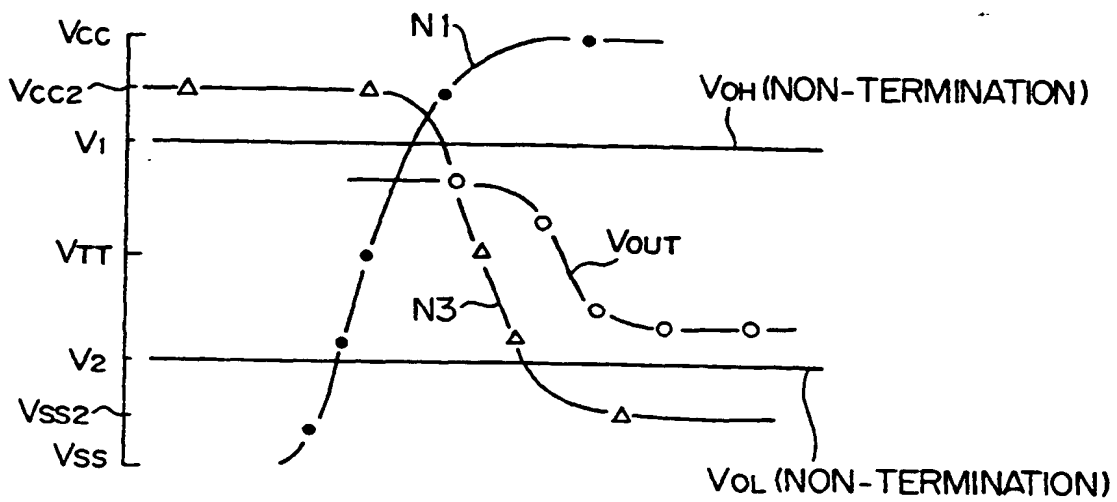 VCC
N1
VCC2
VOH (NON-TERMINATION)
V1
VTT
VOUT
N3
V2
VSS2
VSS
VOL (NON-TERMINATION)